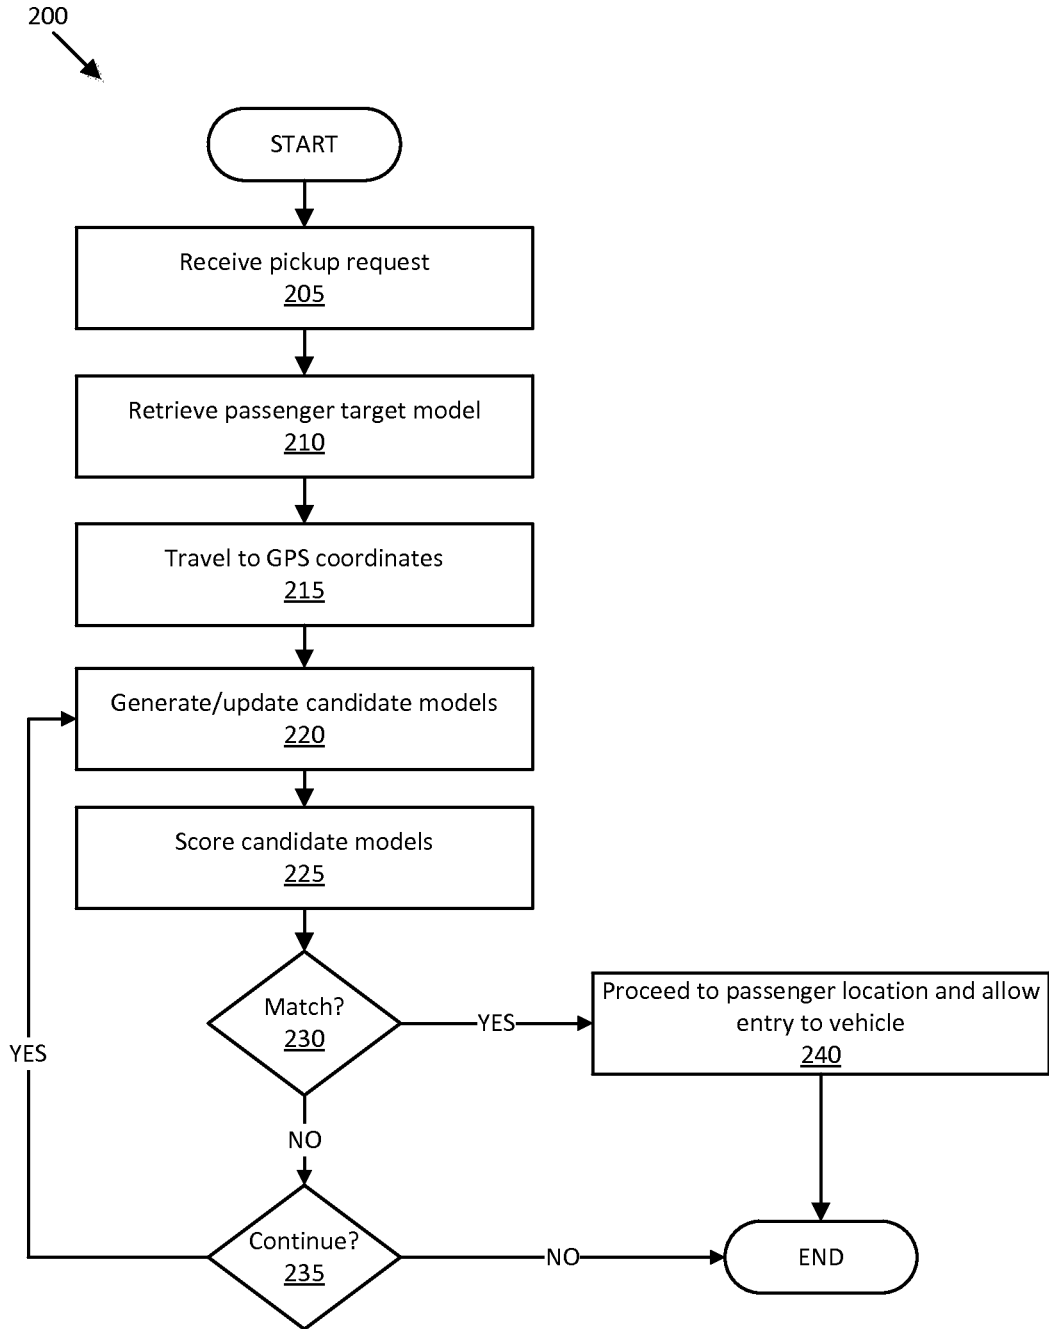 200
START
Receive pickup request
205
Retrieve passenger target model
210
Travel to GPS coordinates
215
Generate/update candidate models
220
Score candidate models
225
Match?
230
YES
Proceed to passenger location and allow
entry to vehicle
240
YES
NO
Continue?
235
NO
END